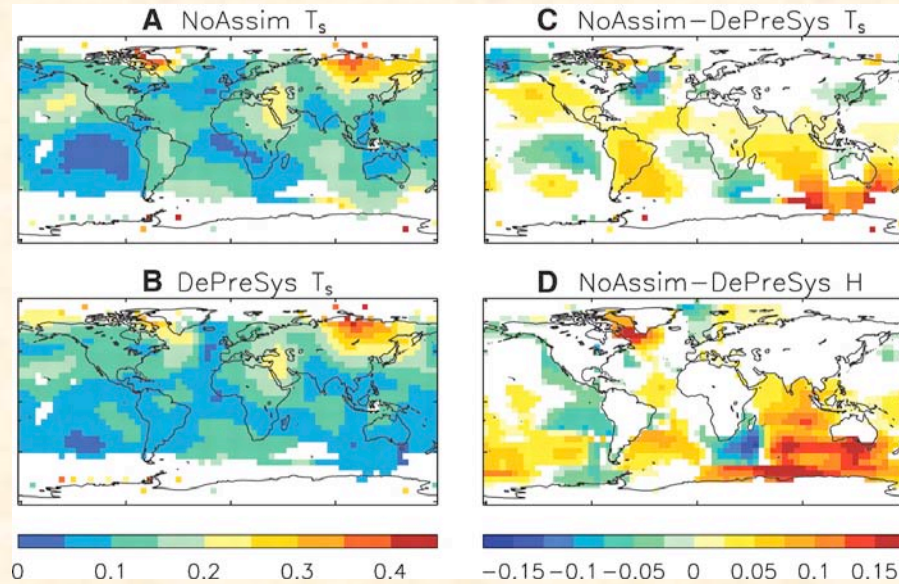 A NoAssim Ts
C NoAssim–DePreSys Ts
B DePreSys Ts
D NoAssim–DePreSys H
0 0.1 0.2 0.3 0.4
-0.15 -0.1 -0.05 0 0.05 0.1 0.15